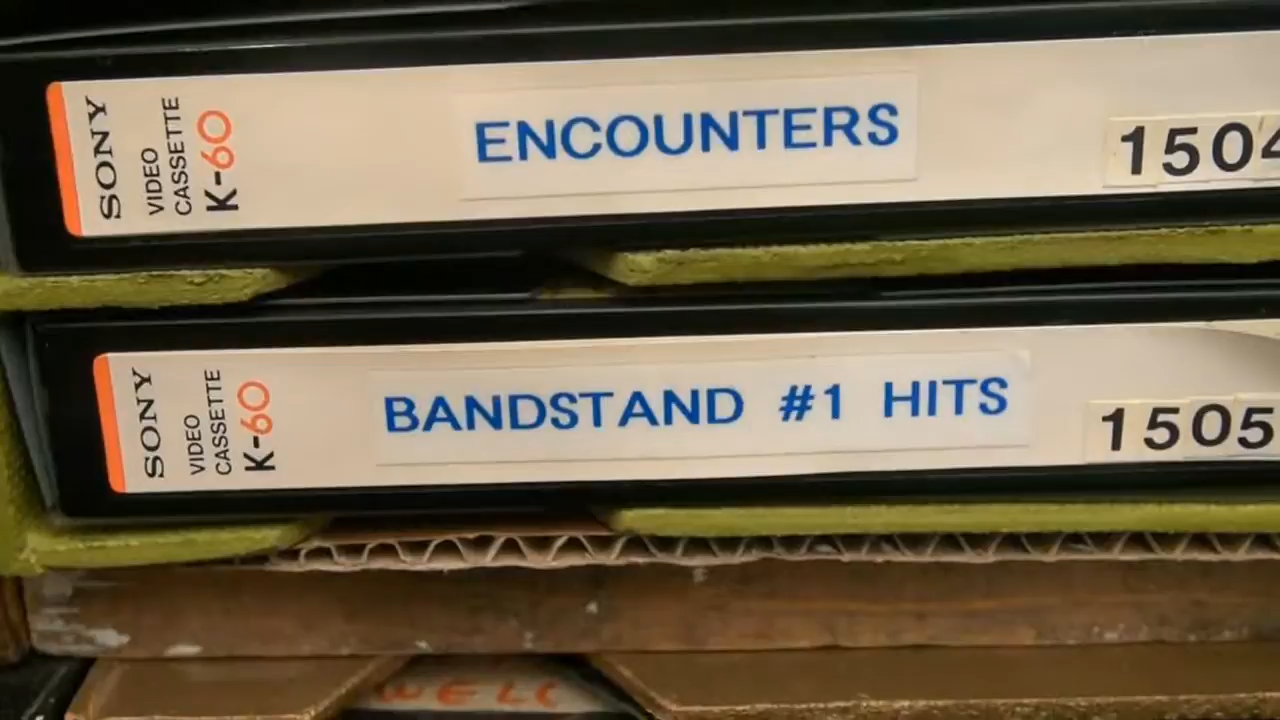 SONY
VIDEO
CASSETTE
K-60
ENCOUNTERS
1504
SONY
VIDEO
CASSETTE
K-60
BANDSTAND #1 HITS
1505